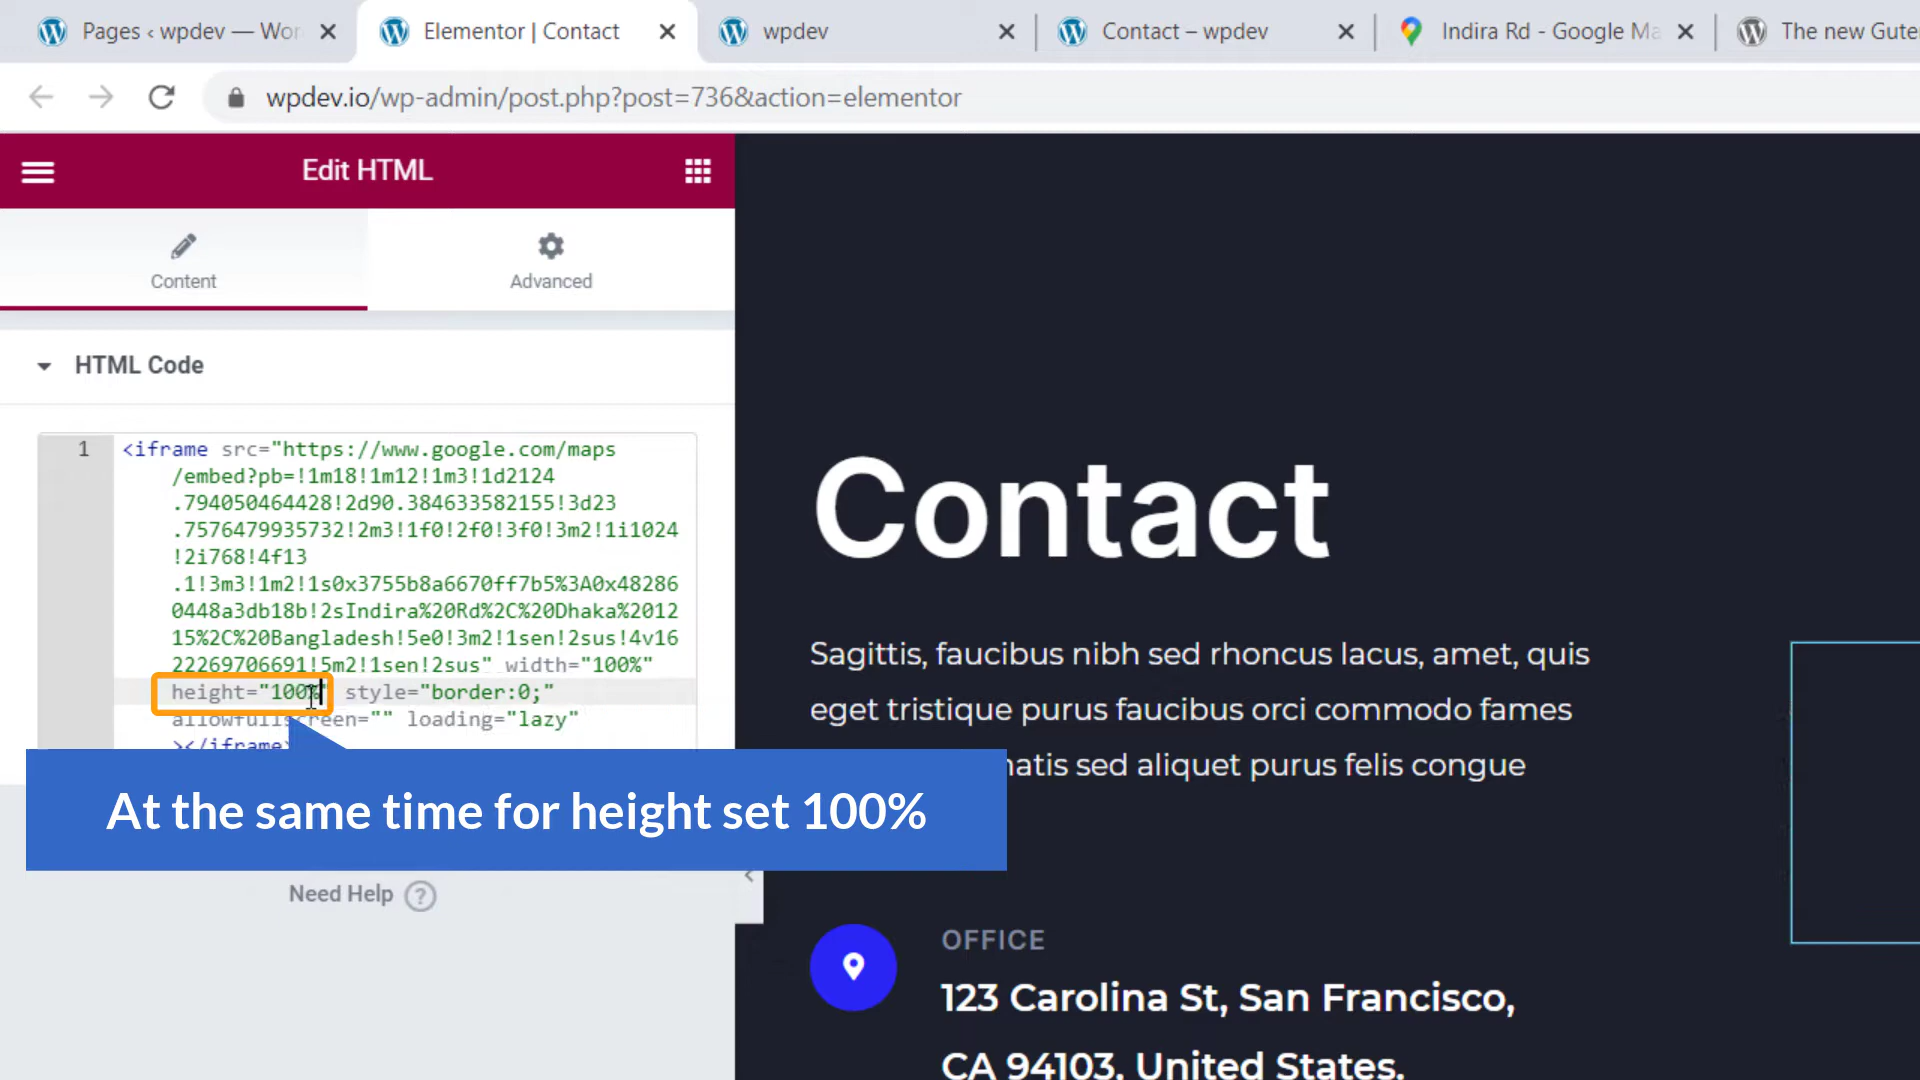 Pages ‹ wpdev — Wor
Elementor | Contact
wpdev
Contact – wpdev
Indira Rd - Google Ma
The new Gute
wpdev.io/wp-admin/post.php?post=736&action=elementor
Edit HTML
Content
Advanced
HTML Code
1
<iframe src="https://www.google.com/maps
/embed?pb=!1m18!1m12!1m3!1d2124
.794050464428!2d90.384633582155!3d23
.7576479935732!2m3!1f0!2f0!3f0!3m2!1i1024
!2i768!4f13
.1!3m3!1m2!1s0x3755b8a6670ff7b5%3A0x48286
0448a3db18b!2sIndira%20Rd%2C%20Dhaka%2012
15%2C%20Bangladesh!5e0!3m2!1sen!2sus!4v16
22269706691!5m2!1sen!2sus" width="100%"
height="100%" style="border:0;"
allowfullscreen="" loading="lazy"
></iframe>
At the same time for height set 100%
Need Help
Contact
Sagittis, faucibus nibh sed rhoncus lacus, amet, quis
eget tristique purus faucibus orci commodo fames
sed aliquet purus felis congue
OFFICE
123 Carolina St, San Francisco,
CA 94103, United States.